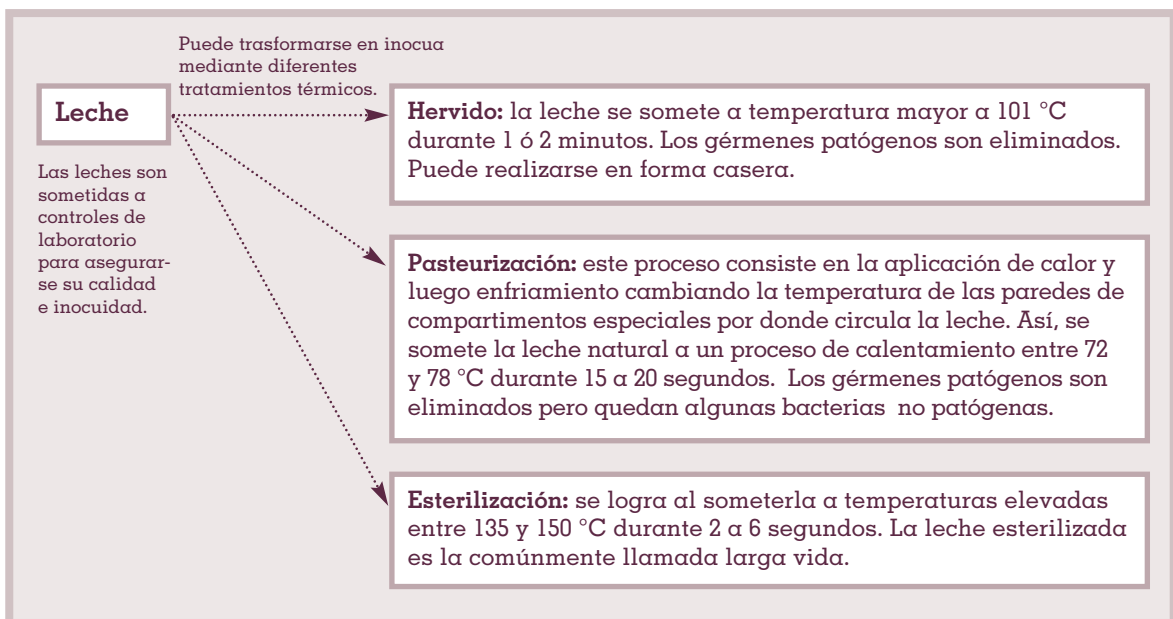 Puede trasformarse en inocua
mediante diferentes
tratamientos térmicos.
Leche
Las leches son
sometidas a
controles de
laboratorio
para asegurar-
se su calidad
e inocuidad.
Hervido: la leche se somete a temperatura mayor a 101 °C
durante 1 ó 2 minutos. Los gérmenes patógenos son eliminados.
Puede realizarse en forma casera.
Pasteurización: este proceso consiste en la aplicación de calor y
luego enfriamiento cambiando la temperatura de las paredes de
compartimentos especiales por donde circula la leche. Así, se
somete la leche natural a un proceso de calentamiento entre 72
y 78 °C durante 15 a 20 segundos. Los gérmenes patógenos son
eliminados pero quedan algunas bacterias no patógenas.
Esterilización: se logra al someterla a temperaturas elevadas
entre 135 y 150 °C durante 2 a 6 segundos. La leche esterilizada
es la comúnmente llamada larga vida.